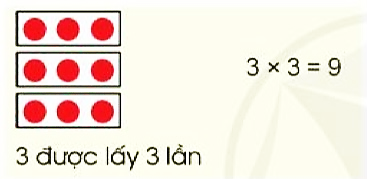 3 × 3 = 9
3 được lấy 3 lần